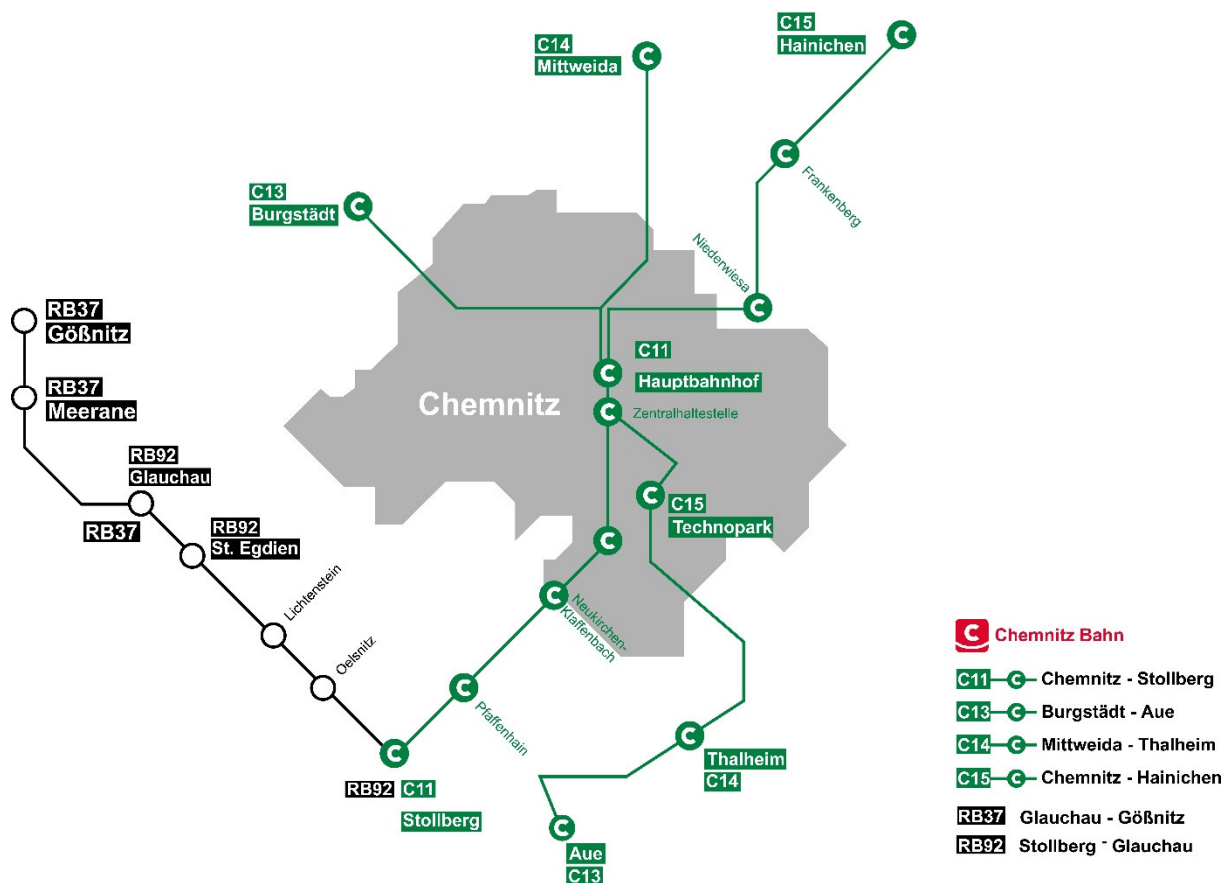 C15
Hainichen
C14
Mittweida
Frankenberg
C13
Burgstädt
Niederwiesa
RB37
Gößnitz
C11
Hauptbahnhof
RB37
Meerane
Chemnitz
Zentralhaltestelle
RB92
Glauchau
RB37
C15
Technopark
RB92
St. Egdien
Lichtenstein
Neukirchen-
Klaffenbach
Oelsnitz
Pfaffenhain
Thalheim
C14
RB92
C11
Stollberg
Aue
C13
Chemnitz Bahn
C11 Chemnitz - Stollberg
C13 Burgstädt - Aue
C14 Mittweida - Thalheim
C15 Chemnitz - Hainichen
RB37 Glauchau - Gößnitz
RB92 Stollberg - Glauchau